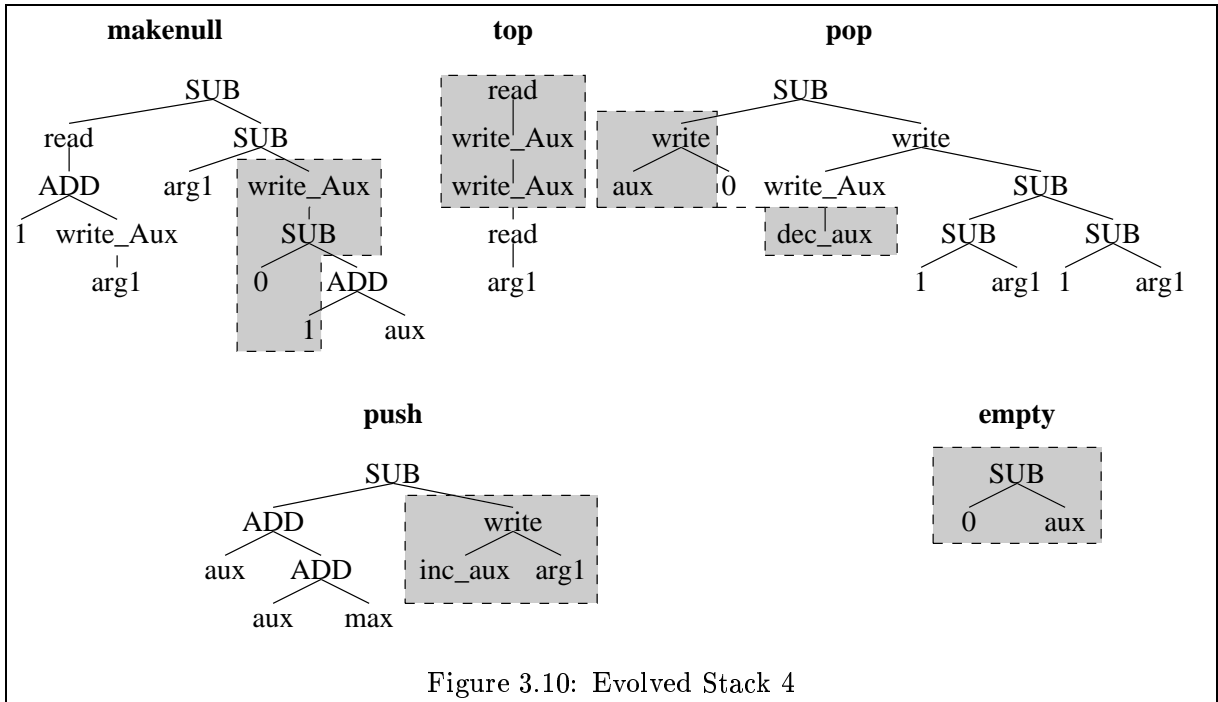 makenull top pop
SUB read SUB
read SUB write_Aux write write
ADD arg1 write_Aux write_Aux aux 0 write_Aux SUB
1 write_Aux SUB read dec_aux SUB SUB
arg1 0 ADD arg1 1 arg1 1 arg1
1 aux
push empty
SUB SUB
ADD write 0 aux
aux ADD inc_aux arg1
aux max
Figure 3.10: Evolved Stack 4